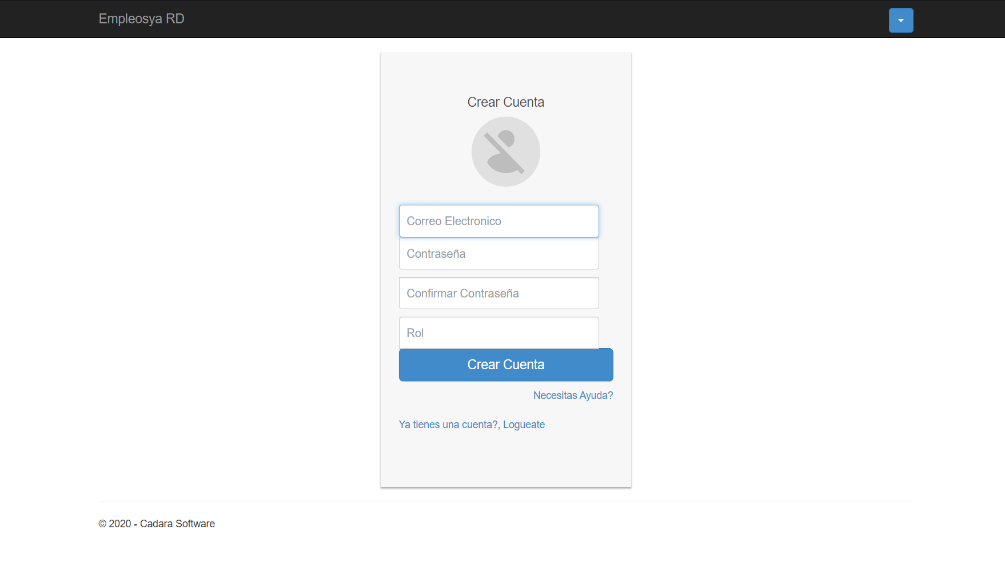 Empleosya RD
Crear Cuenta
Correo Electronico
Contraseña
Confirmar Contraseña
Rol
Crear Cuenta
Necesitas Ayuda?
Ya tienes una cuenta?, Logueate
© 2020 - Cadara Software